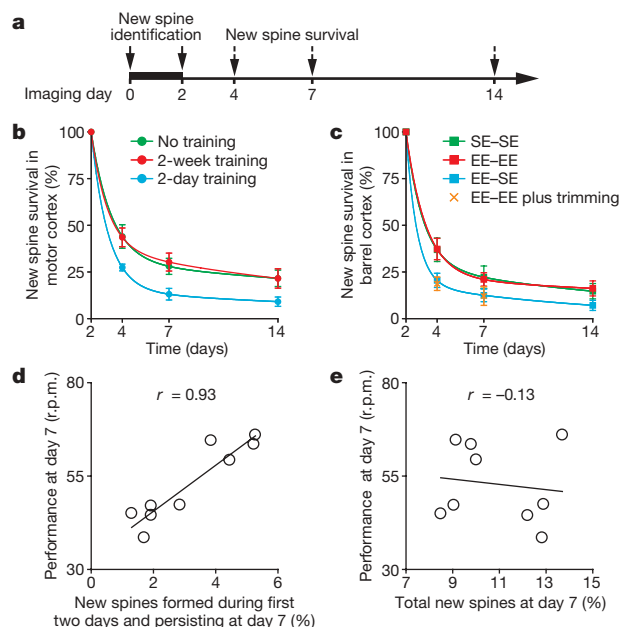 a
New spine
identification
New spine survival
Imaging day
0 2 4 7 14
b
New spine survival in
motor cortex (%)
100
75
50
25
0
No training
2-week training
2-day training
2 4 7 14
Time (days)
c
New spine survival in
barrel cortex (%)
100
75
50
25
0
SE–SE
EE–EE
EE–SE
EE–EE plus trimming
2 4 7 14
Time (days)
d
Performance at day 7 (r.p.m.)
80
55
30
r = 0.93
0 2 4 6
New spines formed during first
two days and persisting at day 7 (%)
e
Performance at day 7 (r.p.m.)
80
55
30
r = –0.13
7 9 11 13 15
Total new spines at day 7 (%)